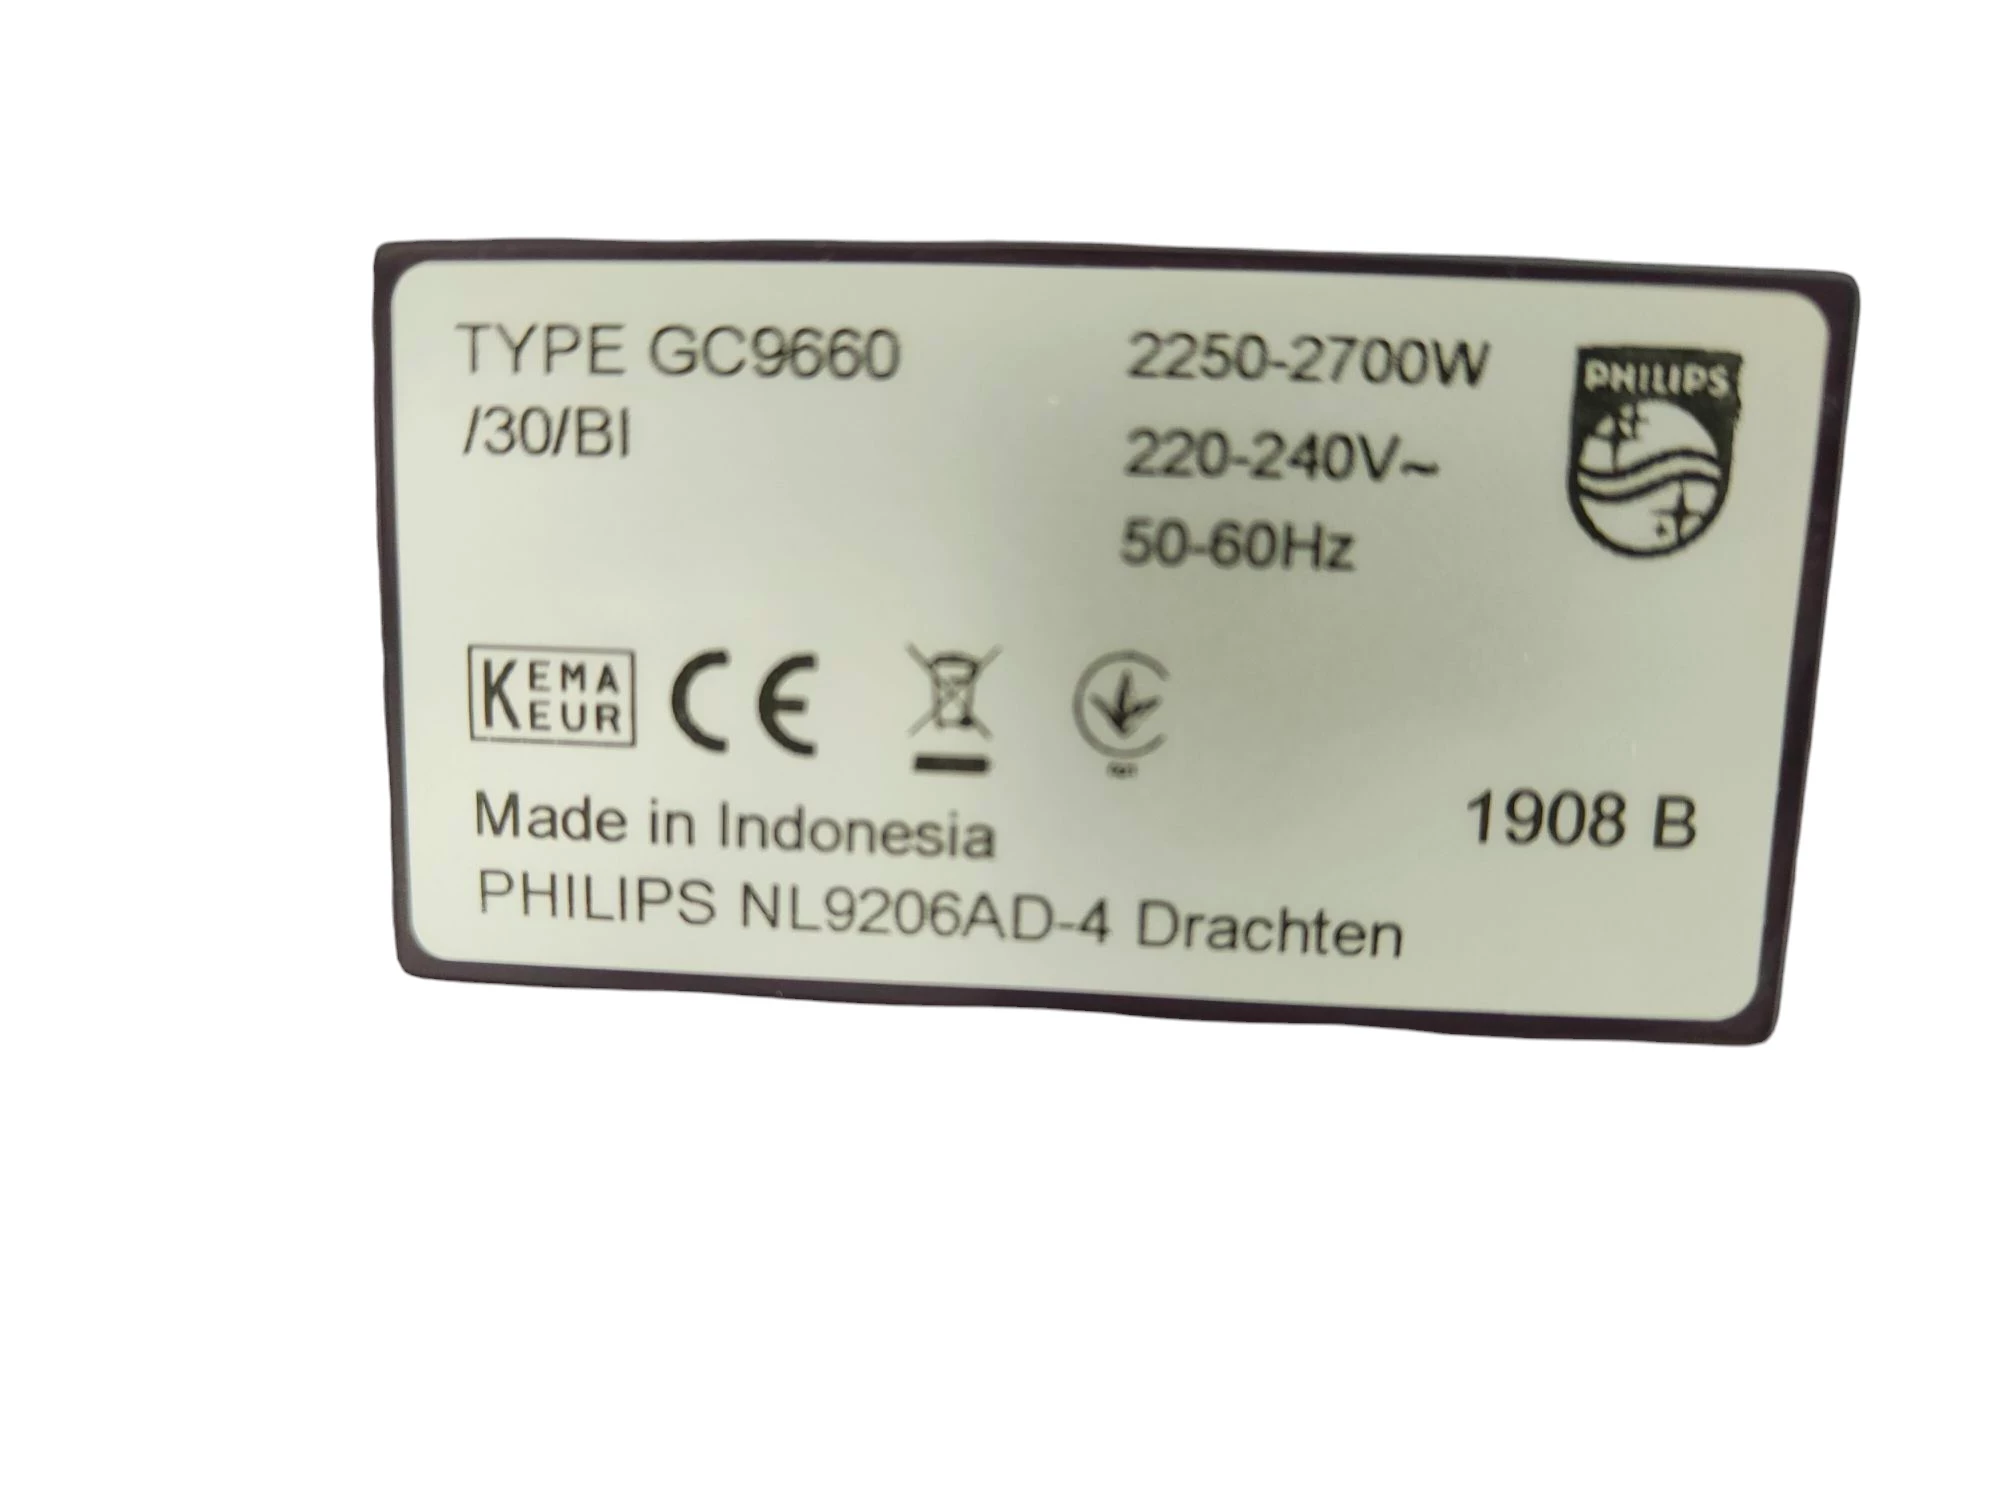 TYPE GC9660
/30/BI
2250-2700W
220-240V~
50-60Hz
PHILIPS
KEMA
KEUR
CE
Made in Indonesia
1908 B
PHILIPS NL9206AD-4 Drachten